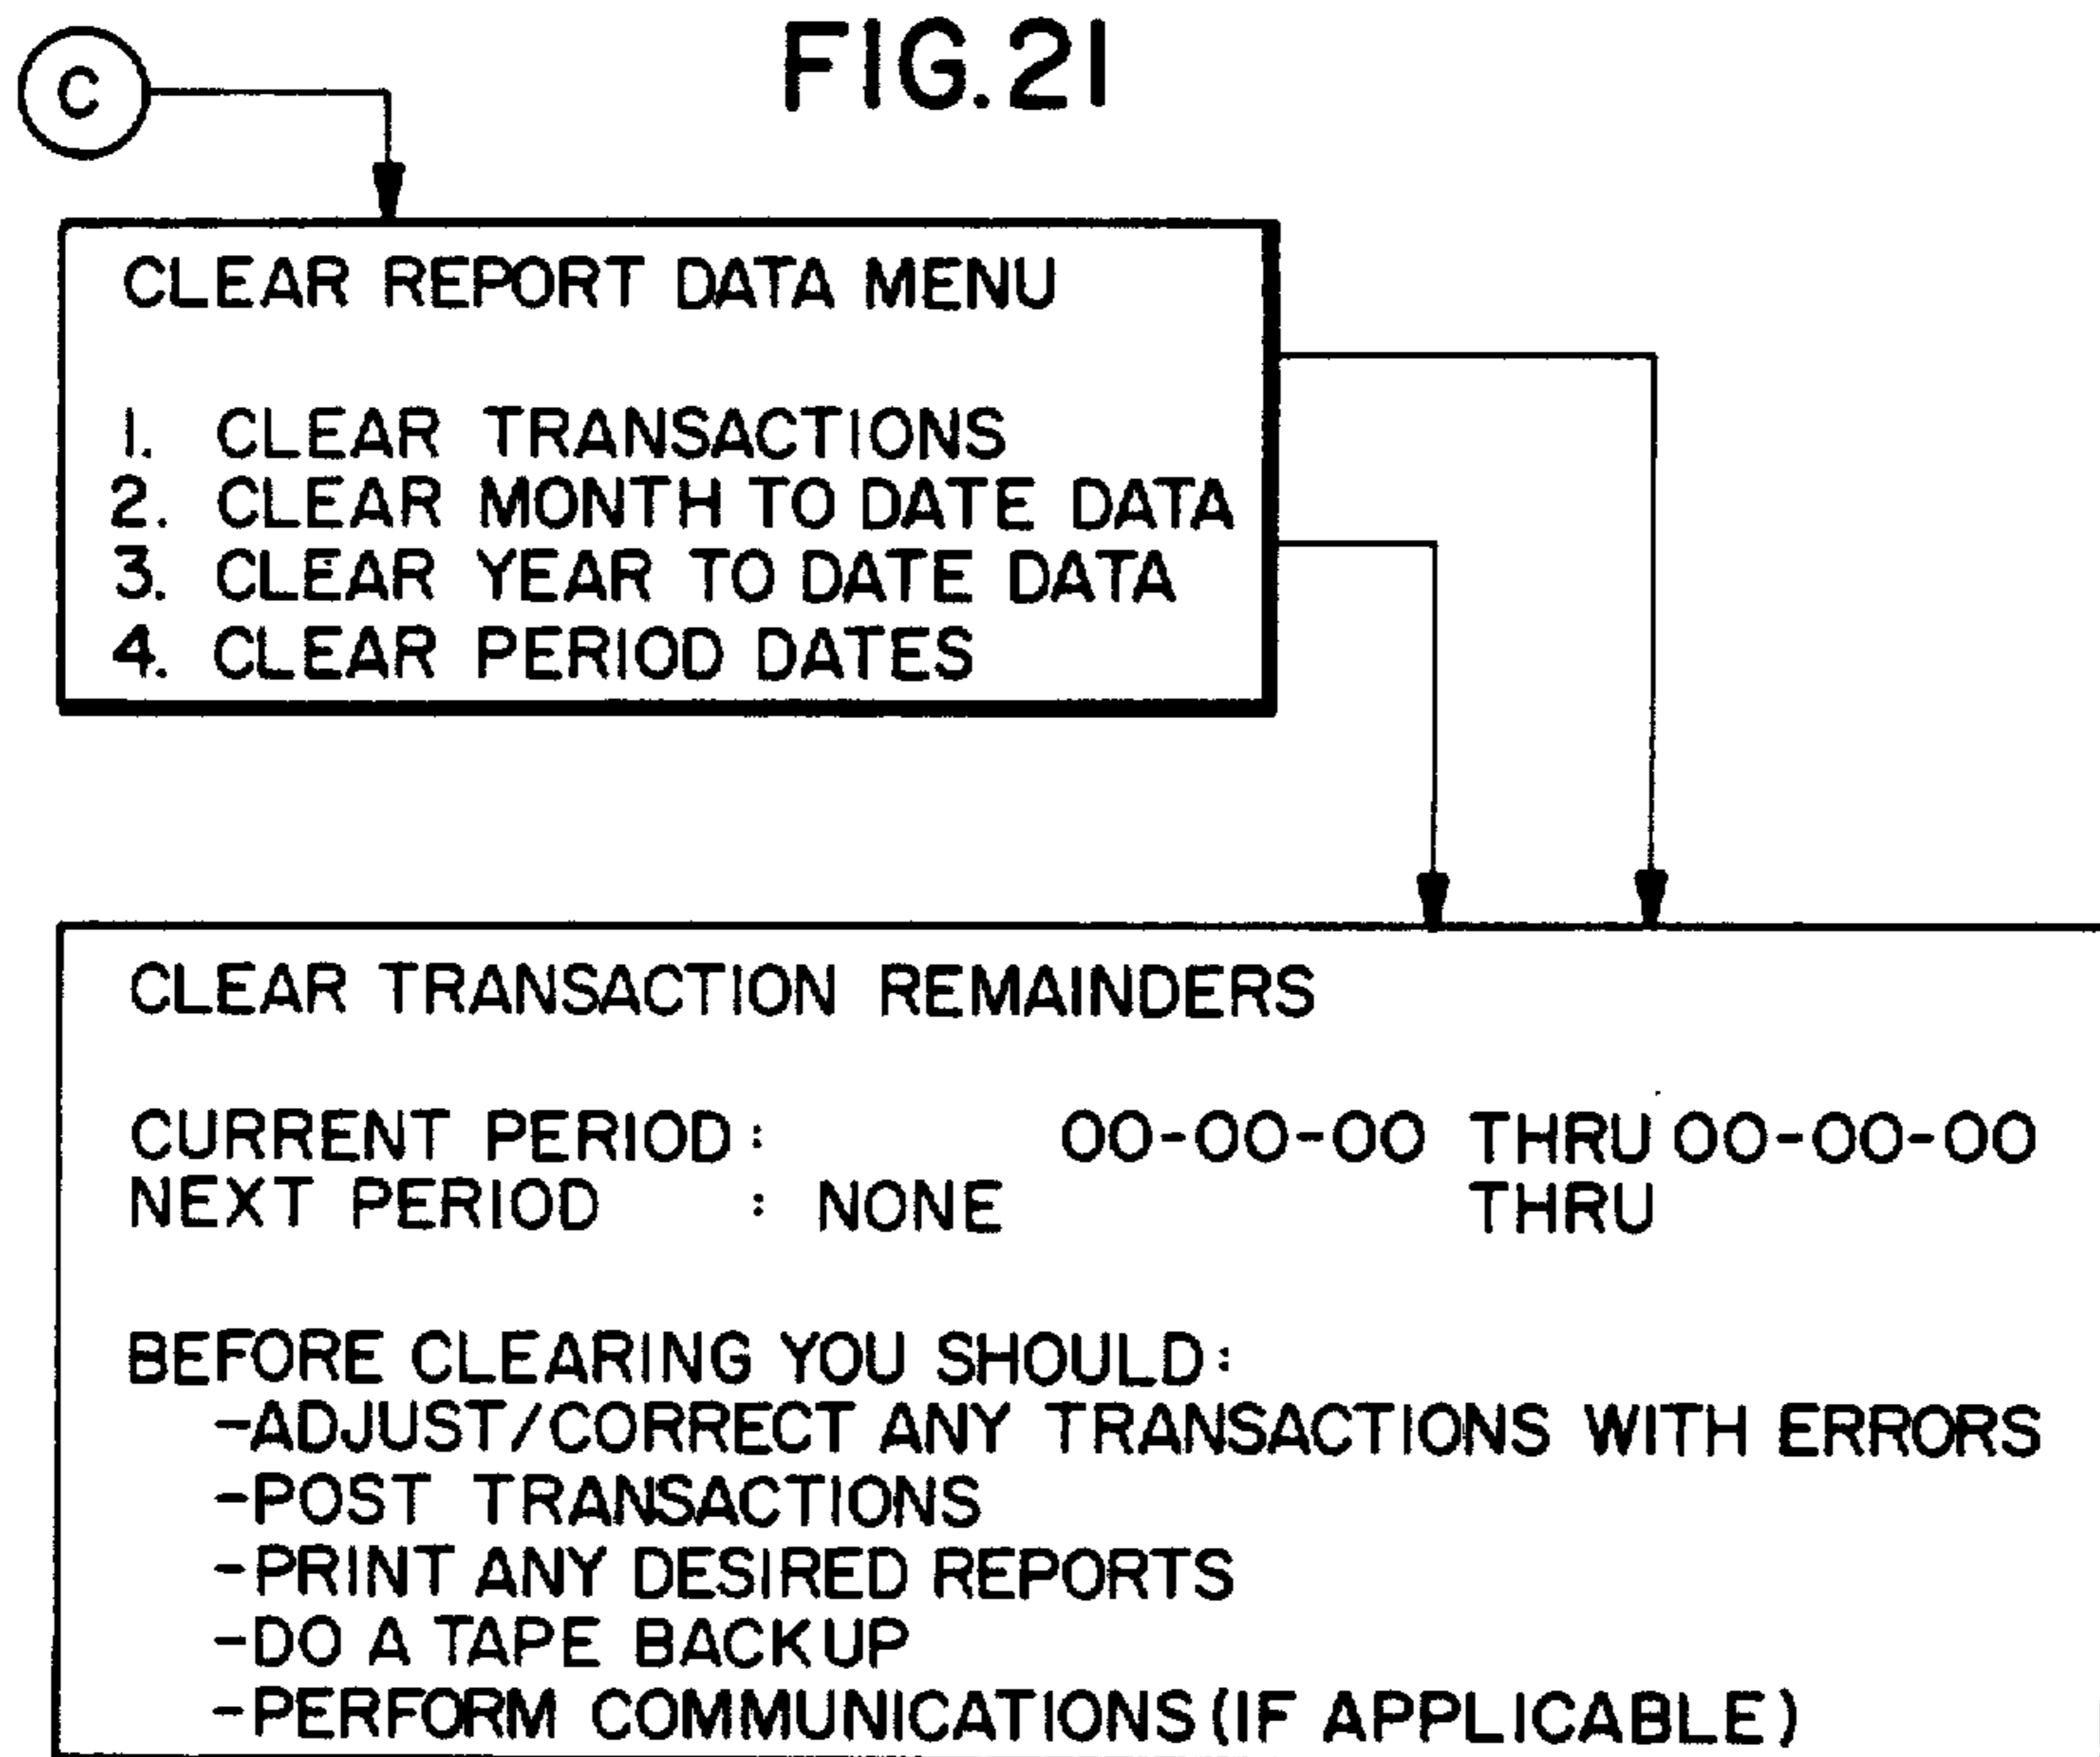 FIG.21
C
CLEAR REPORT DATA MENU
1. CLEAR TRANSACTIONS
2. CLEAR MONTH TO DATE DATA
3. CLEAR YEAR TO DATE DATA
4. CLEAR PERIOD DATES
CLEAR TRANSACTION REMAINDERS
CURRENT PERIOD: 00-00-00 THRU 00-00-00
NEXT PERIOD : NONE THRU
BEFORE CLEARING YOU SHOULD:
-ADJUST/CORRECT ANY TRANSACTIONS WITH ERRORS
-POST TRANSACTIONS
-PRINT ANY DESIRED REPORTS
-DO A TAPE BACKUP
-PERFORM COMMUNICATIONS (IF APPLICABLE)